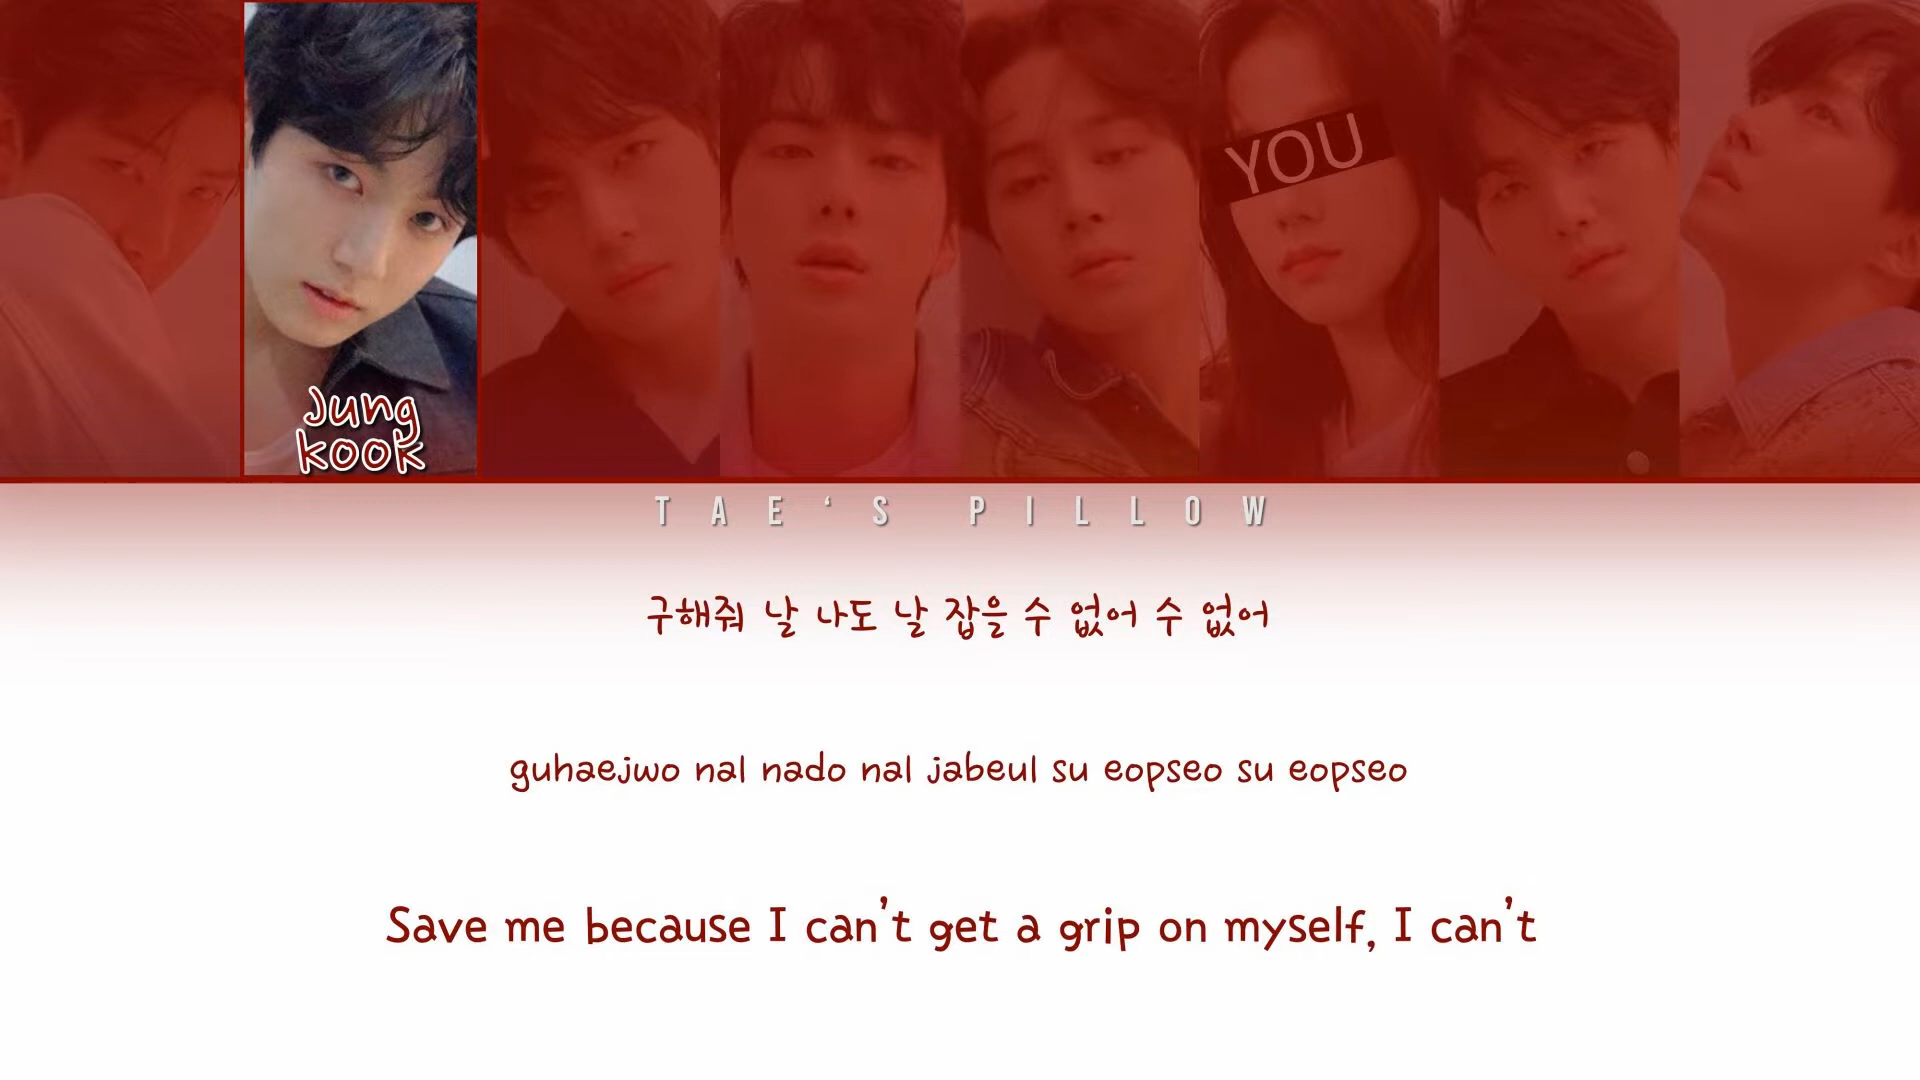 YOU
Jung
kook
TAE‘S PILLOW
구해줘 날 나도 날 잡을 수 없어 수 없어
guhaejwo nal nado nal jabeul su eopseo su eopseo
Save me because I can't get a grip on myself, I can't